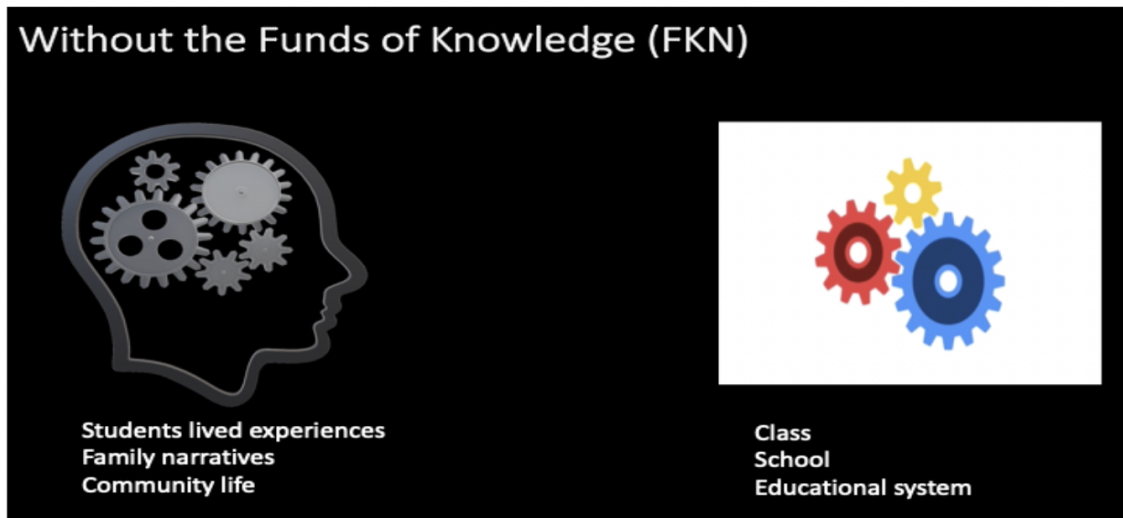 Without the Funds of Knowledge (FKN)
Students lived experiences
Family narratives
Community life
Class
School
Educational system